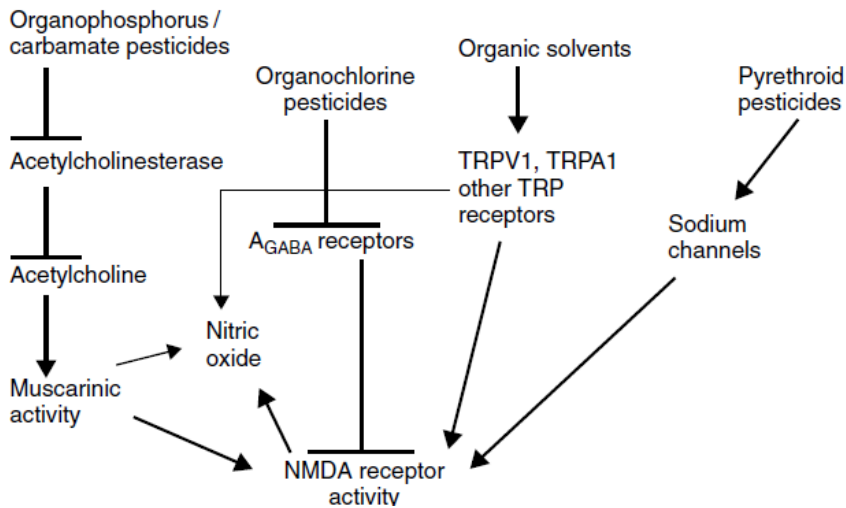 Organophosphorus /
carbamate pesticides
Organochlorine
pesticides
Organic solvents
Pyrethroid
pesticides
Acetylcholinesterase
TRPV1, TRPA1
other TRP
receptors
A_GABA receptors
Sodium
channels
Acetylcholine
Nitric
oxide
Muscarinic
activity
NMDA receptor
activity